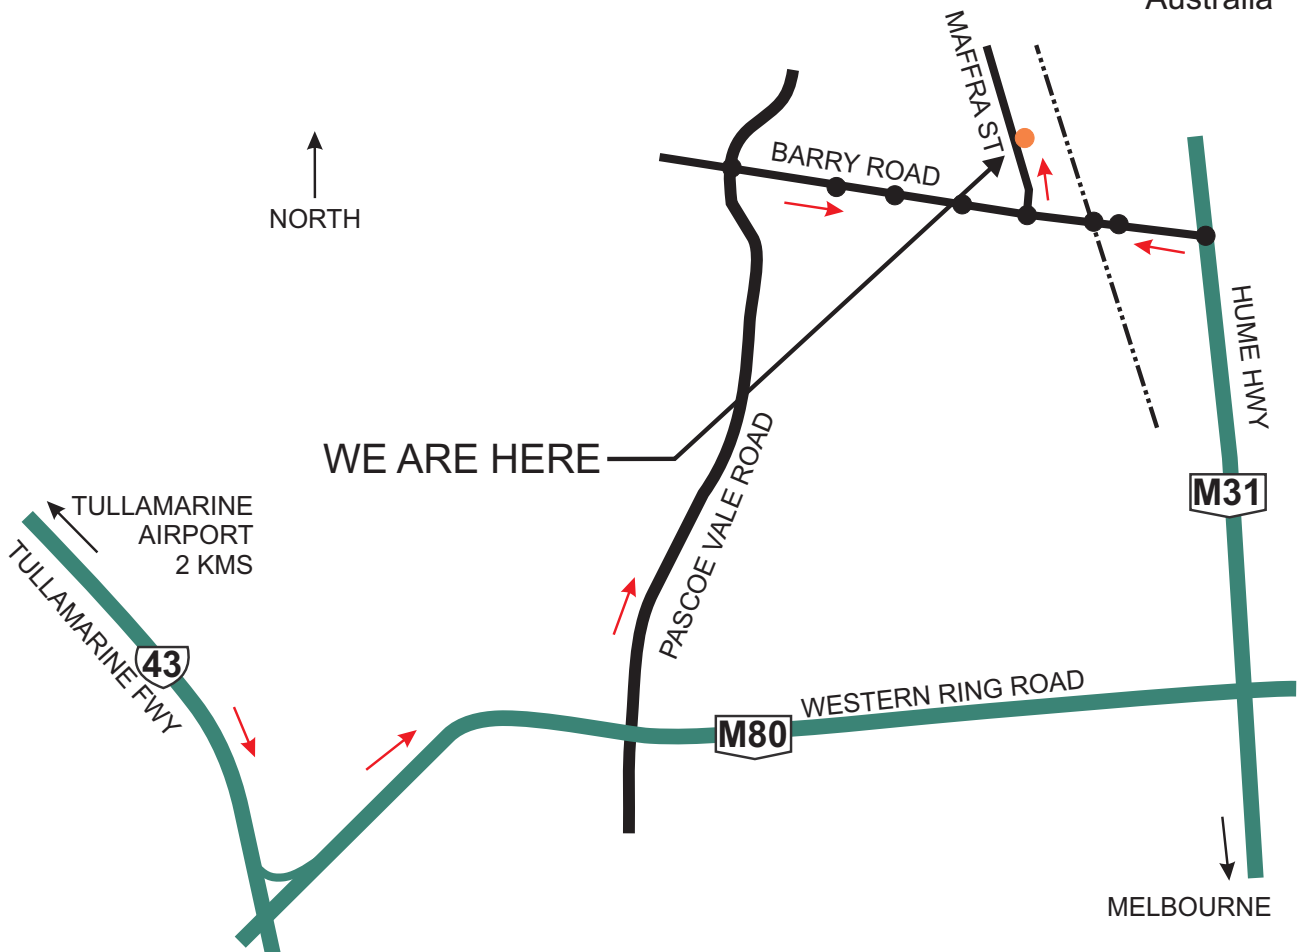 Australia
MAFFRA ST
BARRY ROAD
NORTH
HUME HWY
WE ARE HERE
PASCOE VALE ROAD
M31
TULLAMARINE
AIRPORT
2 KMS
TULLAMARINE FWY
43
WESTERN RING ROAD
M80
MELBOURNE